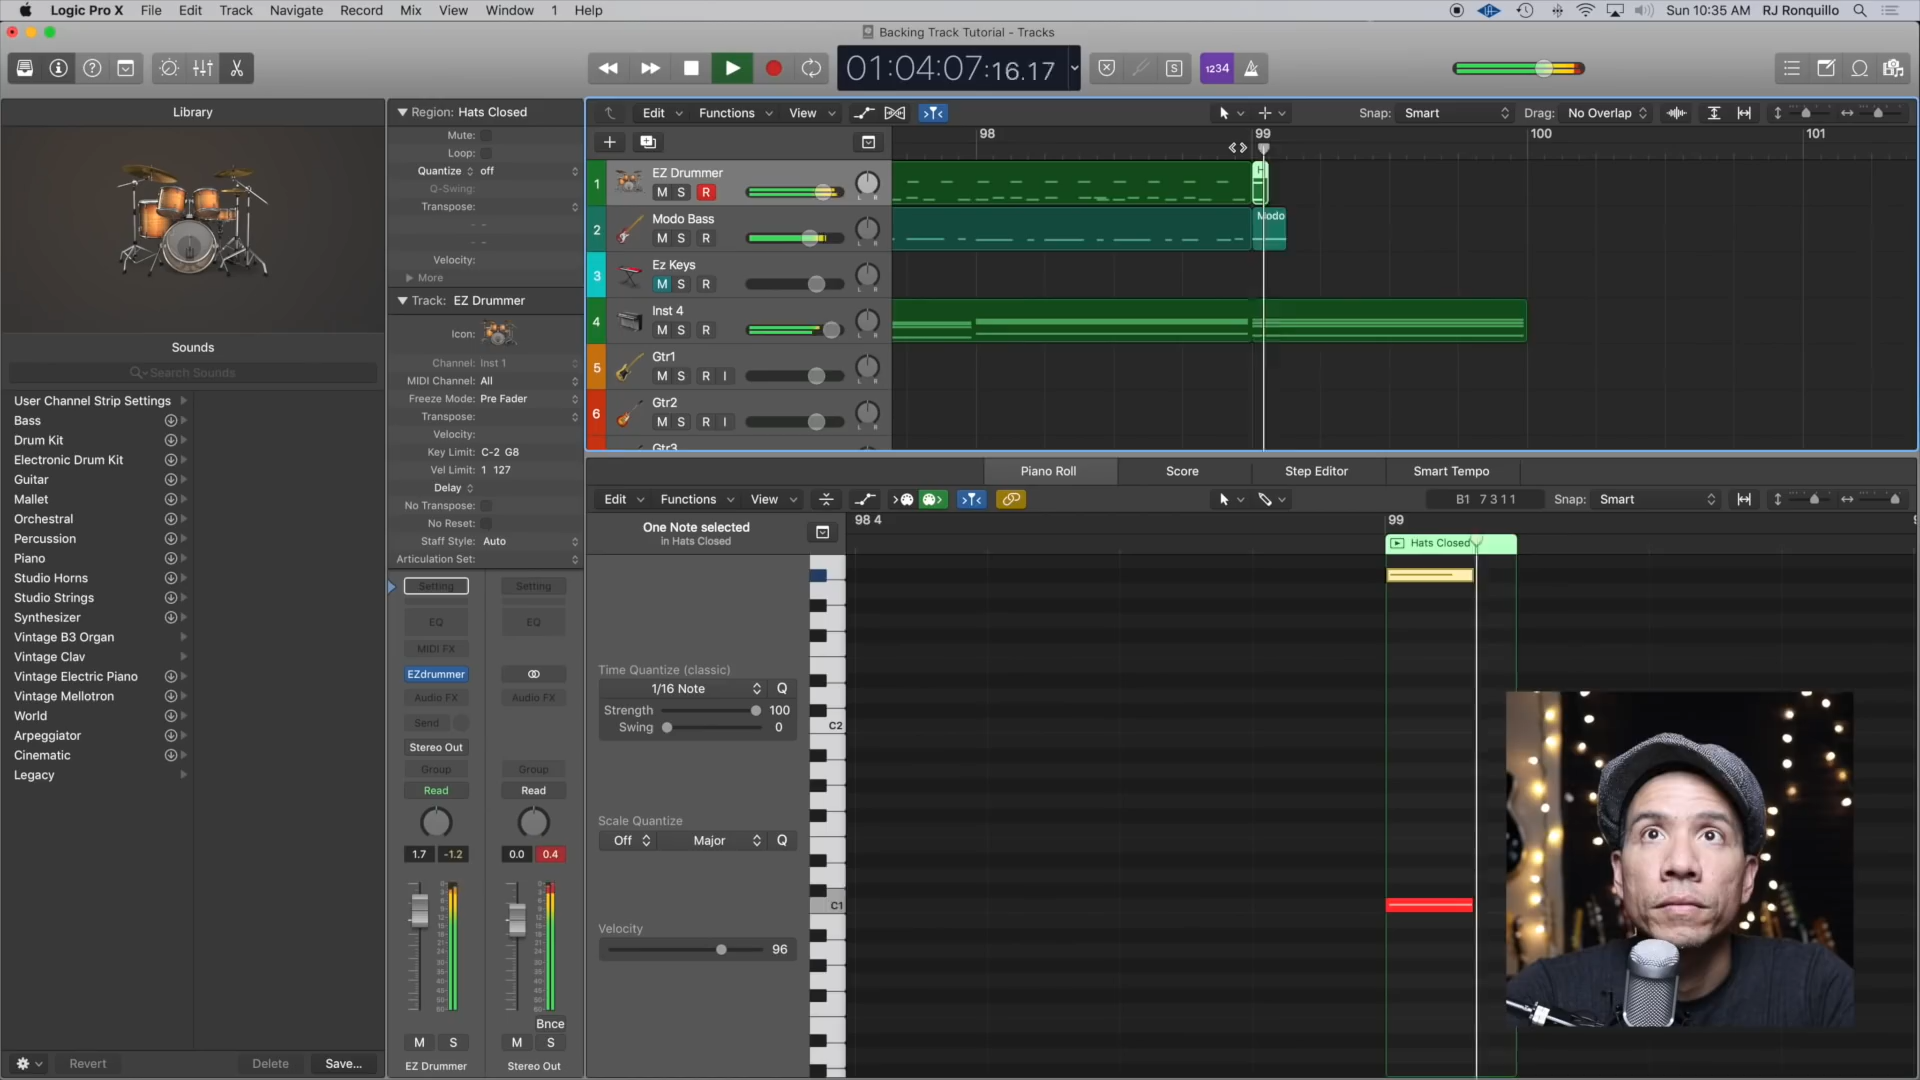 Logic Pro X File Edit Track Navigate Record Mix View Window 1 Help
Sun 10:35 AM RJ Ronquillo
Backing Track Tutorial - Tracks
01:04:07:16.17
1234
S
Library
Sounds
Search Sounds
User Channel Strip Settings
Bass
Drum Kit
Electronic Drum Kit
Guitar
Mallet
Orchestral
Percussion
Piano
Studio Horns
Studio Strings
Synthesizer
Vintage B3 Organ
Vintage Clav
Vintage Electric Piano
Vintage Mellotron
World
Arpeggiator
Cinematic
Legacy
Revert Delete Save...
Region: Hats Closed
Mute:
Loop:
Quantize off
Q-Swing:
Transpose:
Velocity:
More
Track: EZ Drummer
Icon:
Channel: Inst 1
MIDI Channel: All
Freeze Mode: Pre Fader
Transpose:
Velocity:
Key Limit: C-2 G8
Vel Limit: 1 127
Delay
No Transpose:
No Reset:
Staff Style: Auto
Articulation Set:
Setting Setting
EQ EQ
MIDI FX
EZdrummer
Audio FX Audio FX
Send
Stereo Out
Group Group
Read Read
1.7 -1.2 0.0 0.4
Bnce
M S M S
EZ Drummer Stereo Out
Edit Functions View
Snap: Smart Drag: No Overlap
98 99 100 101
1 EZ Drummer
M S R
2 Modo Bass
M S R
Modo
3 Ez Keys
M S R
4 Inst 4
M S R
5 Gtr1
M S R I
6 Gtr2
M S R I
Gtr3
Piano Roll Score Step Editor Smart Tempo
Edit Functions View
B1 7 3 1 1 Snap: Smart
One Note selected
in Hats Closed
98 4 99
Hats Closed
Time Quantize (classic)
1/16 Note Q
Strength 100
Swing 0
C2
Scale Quantize
Off Major Q
C1
Velocity
96